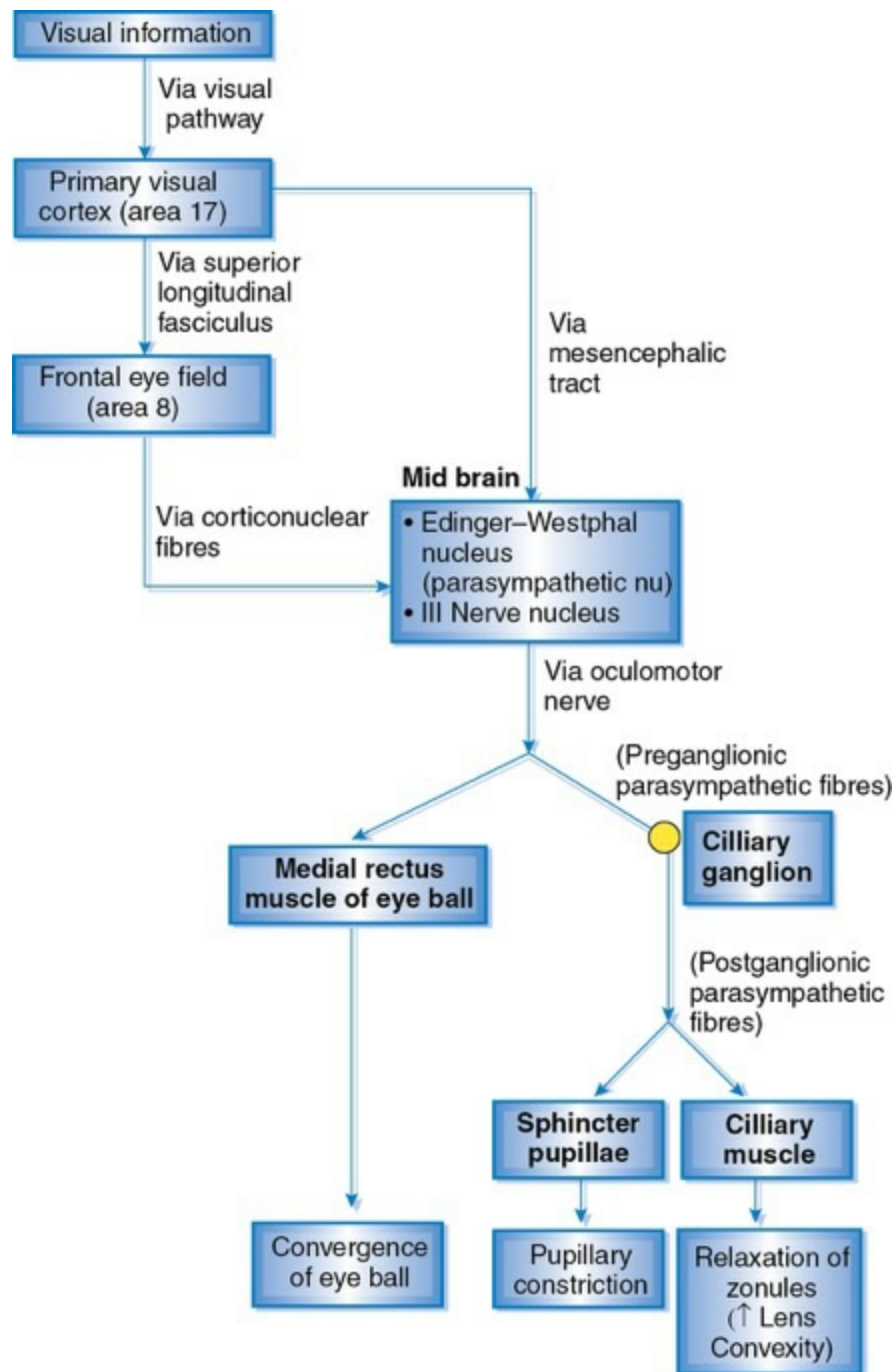 Visual information
Via visual
pathway
Primary visual
cortex (area 17)
Via superior
longitudinal
fasciculus
Via
mesencephalic
tract
Frontal eye field
(area 8)
Mid brain
Via corticonuclear
fibres
• Edinger–Westphal
nucleus
(parasympathetic nu)
• III Nerve nucleus
Via oculomotor
nerve
(Preganglionic
parasympathetic fibres)
Cilliary
ganglion
Medial rectus
muscle of eye ball
(Postganglionic
parasympathetic
fibres)
Sphincter
pupillae
Cilliary
muscle
Convergence
of eye ball
Pupillary
constriction
Relaxation of
zonules
(↑ Lens
Convexity)